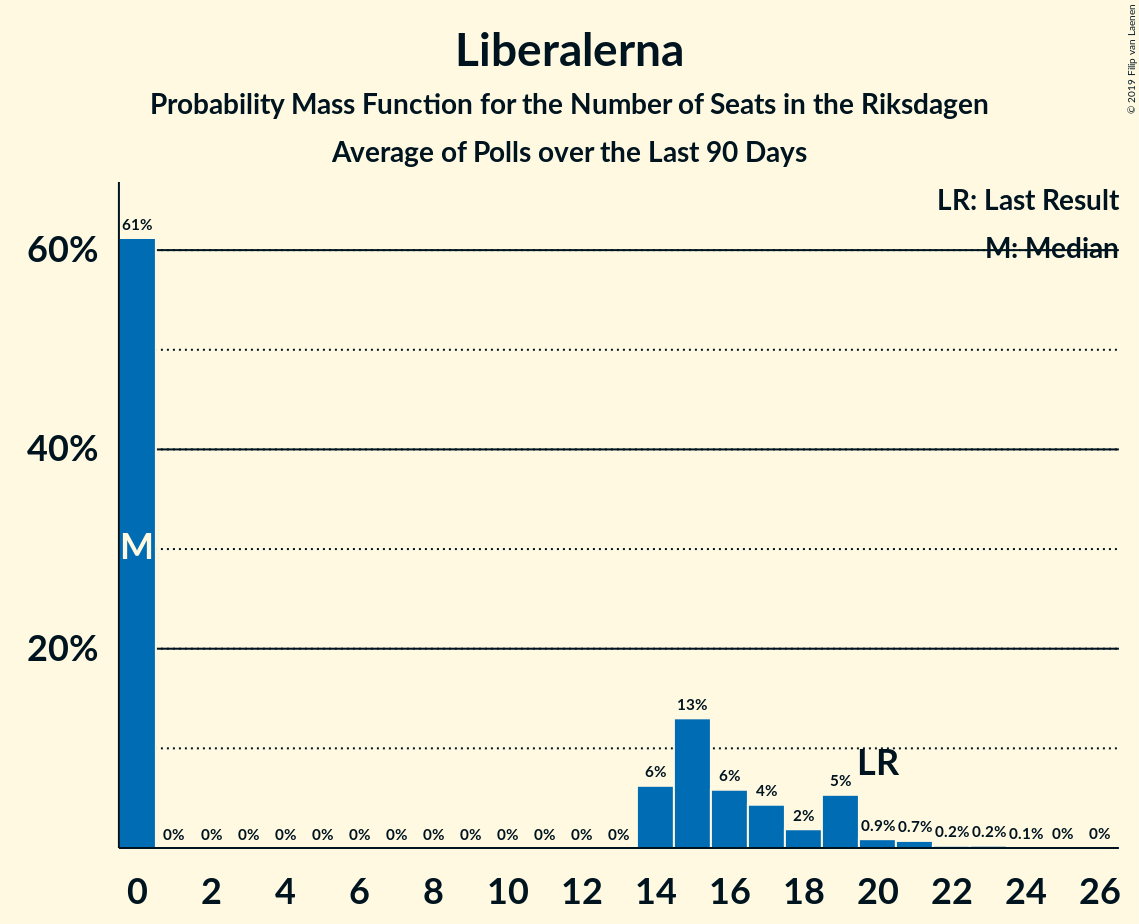 Liberalerna
Probability Mass Function for the Number of Seats in the Riksdagen
Average of Polls over the Last 90 Days
© 2019 Filip van Laenen
LR: Last Result
M: Median
61%
60%
40%
M
20%
13%
LR
6%
6%
4%
2%
5%
0% 0% 0% 0% 0% 0% 0% 0% 0% 0% 0% 0% 0%
0.9% 0.7% 0.2% 0.2% 0.1% 0% 0%
0 2 4 6 8 10 12 14 16 18 20 22 24 26